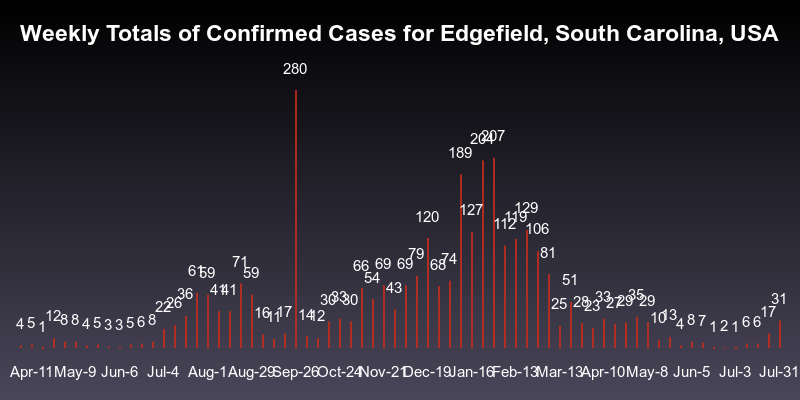 Weekly Totals of Confirmed Cases for Edgefield, South Carolina, USA
280
204 207
189
127 129
120 112 119
106
79 81
66 69 69 68 74
61 59 71 59 54 51
36 41 41 43
22 26 30 33 30 25 28 23 33 27 29 35 29 31
12 16 11 17 14 12 10 13 17
4 5 1 8 8 4 5 3 3 5 6 8 4 8 7 1 2 1 6 6
Apr-11 May-9 Jun-6 Jul-4 Aug-1 Aug-29 Sep-26 Oct-24 Nov-21 Dec-19 Jan-16 Feb-13 Mar-13 Apr-10 May-8 Jun-5 Jul-3 Jul-31